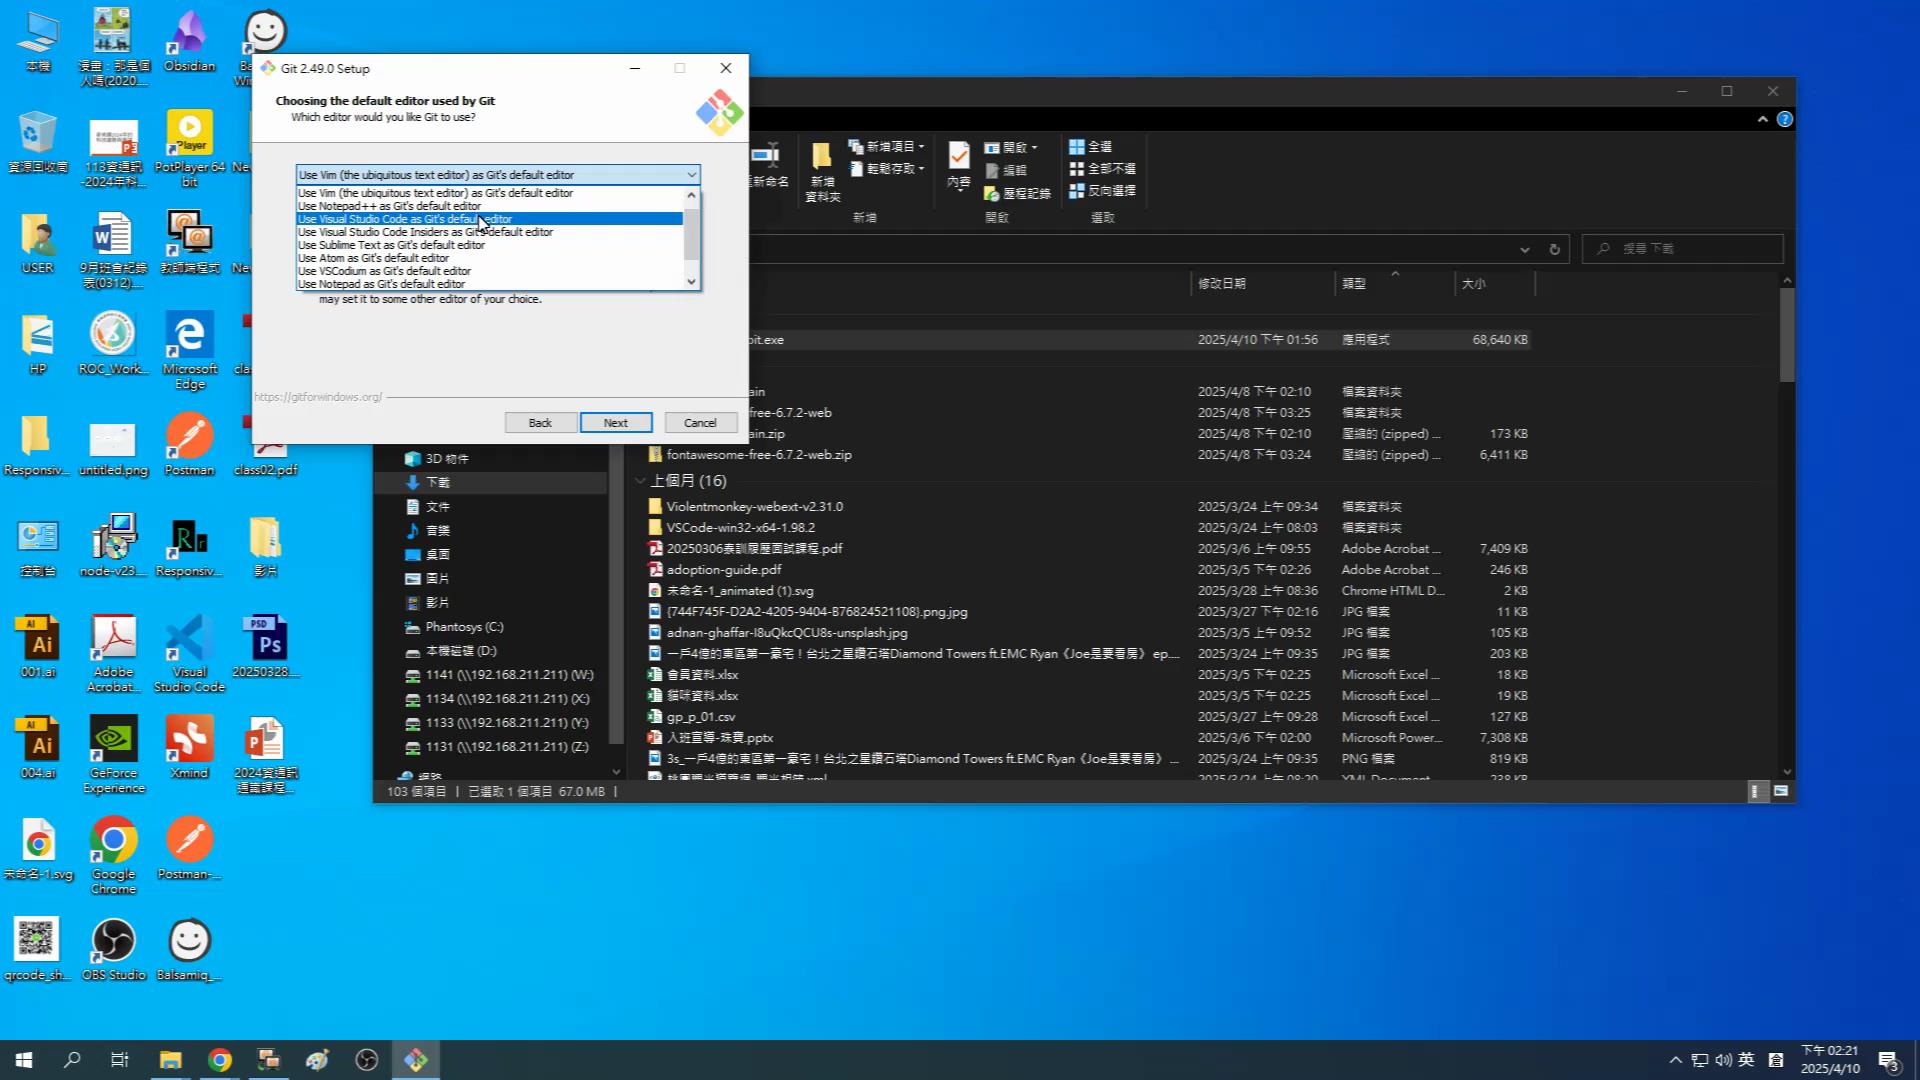 本機
漫畫：那是個人嗎(2020....
Obsidian
資源回收筒
113資通訊-2024年科...
PotPlayer 64 bit
USER
9月班會紀錄表(0312)....
教師端程式
HP
ROC_Work...
Microsoft Edge
Responsiv...
untitled.png
Postman
class02.pdf
控制台
node-v23....
Responsiv...
影片
001.ai
Adobe Acrobat...
Visual Studio Code
20250328....
004.ai
GeForce Experience
Xmind
2024資通訊通識課程...
未命名-1.svg
Google Chrome
Postman-...
qrcode_sh...
OBS Studio
Balsamiq_...
Git 2.49.0 Setup
Choosing the default editor used by Git
Which editor would you like Git to use?
Use Vim (the ubiquitous text editor) as Git's default editor
Use Vim (the ubiquitous text editor) as Git's default editor
Use Notepad++ as Git's default editor
Use Visual Studio Code as Git's default editor
Use Visual Studio Code Insiders as Git's default editor
Use Sublime Text as Git's default editor
Use Atom as Git's default editor
Use VSCodium as Git's default editor
Use Notepad as Git's default editor
may set it to some other editor of your choice.
https://gitforwindows.org/
Back
Next
Cancel
重新命名
新增資料夾
新增項目
輕鬆存取
新增
內容
開啟
編輯
歷程記錄
開啟
全選
全部不選
反向選擇
選取
搜尋 下載
修改日期 類型 大小
bit.exe 2025/4/10 下午 01:56 應用程式 68,640 KB
ain 2025/4/8 下午 02:10 檔案資料夾
free-6.7.2-web 2025/4/8 下午 03:25 檔案資料夾
ain.zip 2025/4/8 下午 02:10 壓縮的 (zipped) ... 173 KB
fontawesome-free-6.7.2-web.zip 2025/4/8 下午 03:24 壓縮的 (zipped) ... 6,411 KB
上個月 (16)
Violentmonkey-webext-v2.31.0 2025/3/24 上午 09:34 檔案資料夾
VSCode-win32-x64-1.98.2 2025/3/24 上午 08:03 檔案資料夾
20250306泰訓履歷面試課程.pdf 2025/3/6 上午 09:55 Adobe Acrobat ... 7,409 KB
adoption-guide.pdf 2025/3/5 下午 02:26 Adobe Acrobat ... 246 KB
未命名-1_animated (1).svg 2025/3/28 上午 08:36 Chrome HTML D... 2 KB
{744F745F-D2A2-4205-9404-B76824521108}.png.jpg 2025/3/27 下午 02:16 JPG 檔案 11 KB
adnan-ghaffar-I8uQkcQCU8s-unsplash.jpg 2025/3/5 上午 09:52 JPG 檔案 105 KB
一戶4億的東區第一豪宅！台北之星鑽石塔Diamond Towers ft.EMC Ryan《Joe是要看房》 ep.... 2025/3/24 上午 09:35 JPG 檔案 203 KB
會員資料.xlsx 2025/3/5 下午 02:25 Microsoft Excel ... 18 KB
貓咪資料.xlsx 2025/3/5 下午 02:25 Microsoft Excel ... 19 KB
gp_p_01.csv 2025/3/27 上午 09:28 Microsoft Excel ... 127 KB
入班宣導-珠寶.pptx 2025/3/6 下午 02:00 Microsoft Power... 7,308 KB
3s_一戶4億的東區第一豪宅！台北之星鑽石塔Diamond Towers ft.EMC Ryan《Joe是要看房》 ... 2025/3/24 上午 09:35 PNG 檔案 819 KB
3D 物件
下載
文件
音樂
桌面
圖片
影片
Phantosys (C:)
本機磁碟 (D:)
1141 (\\192.168.211.211) (W:)
1134 (\\192.168.211.211) (X:)
1133 (\\192.168.211.211) (Y:)
1131 (\\192.168.211.211) (Z:)
網路
103 個項目 已選取 1 個項目 67.0 MB
英
下午 02:21
2025/4/10
3